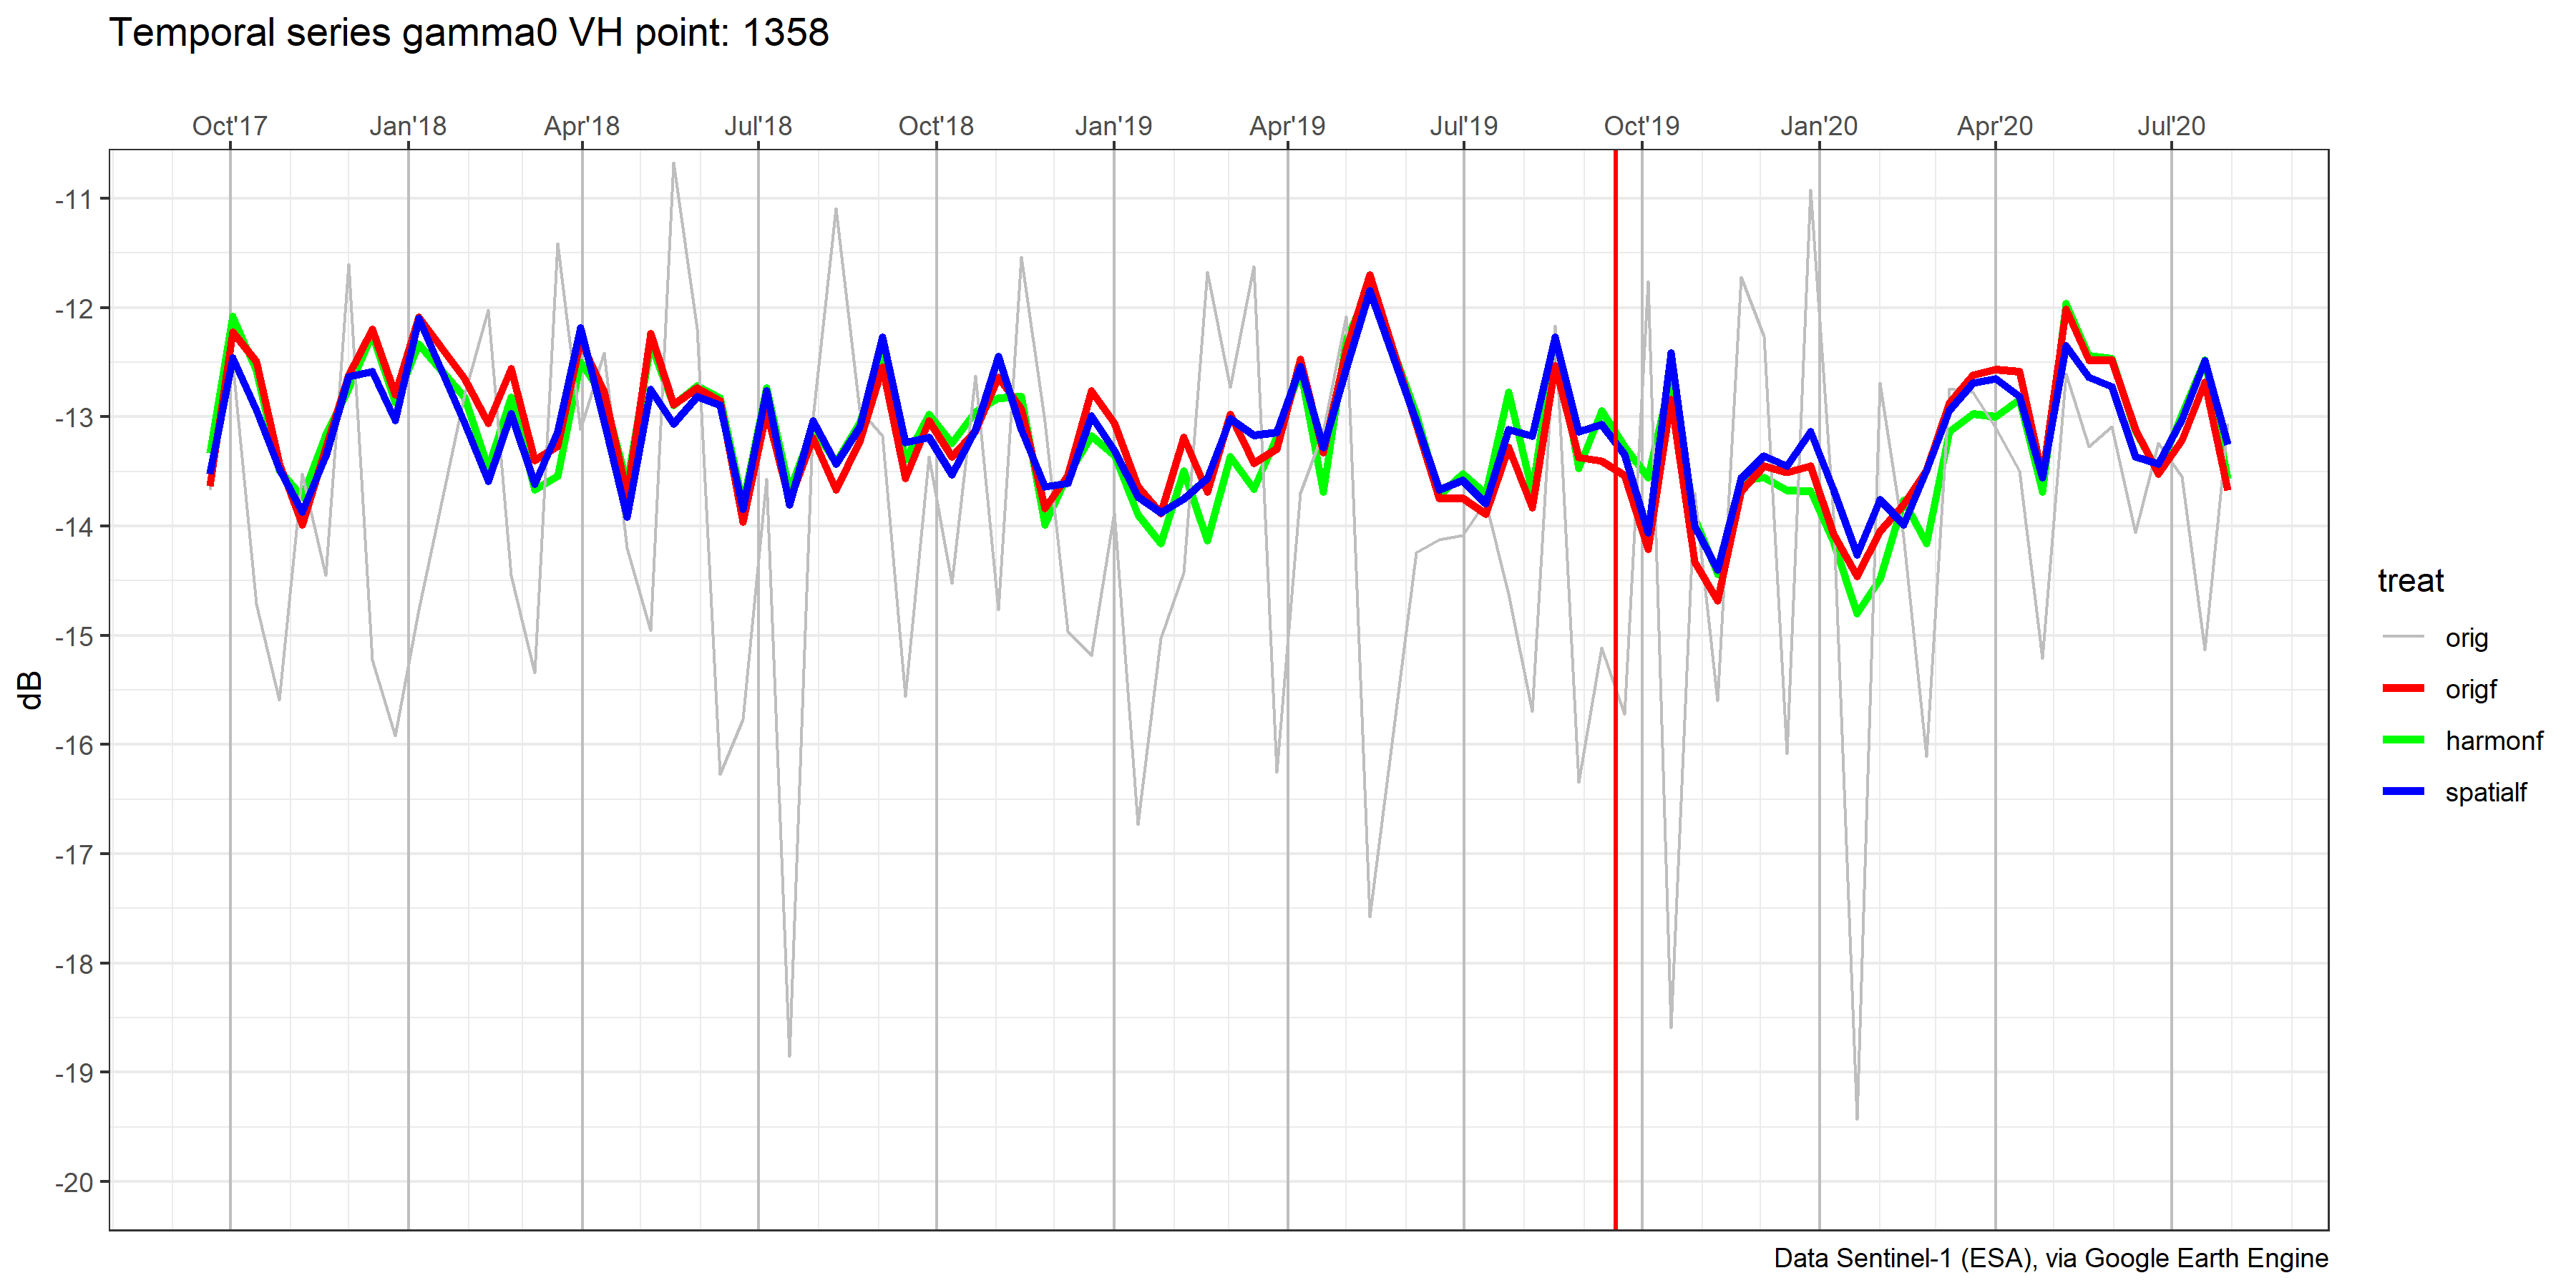 Temporal series gamma0 VH point: 1358
Oct'17 Jan'18 Apr'18 Jul'18 Oct'18 Jan'19 Apr'19 Jul'19 Oct'19 Jan'20 Apr'20 Jul'20
-11
-12
-13
-14
-15
-16
-17
-18
-19
-20
dB
treat
orig
origf
harmonf
spatialf
Data Sentinel-1 (ESA), via Google Earth Engine